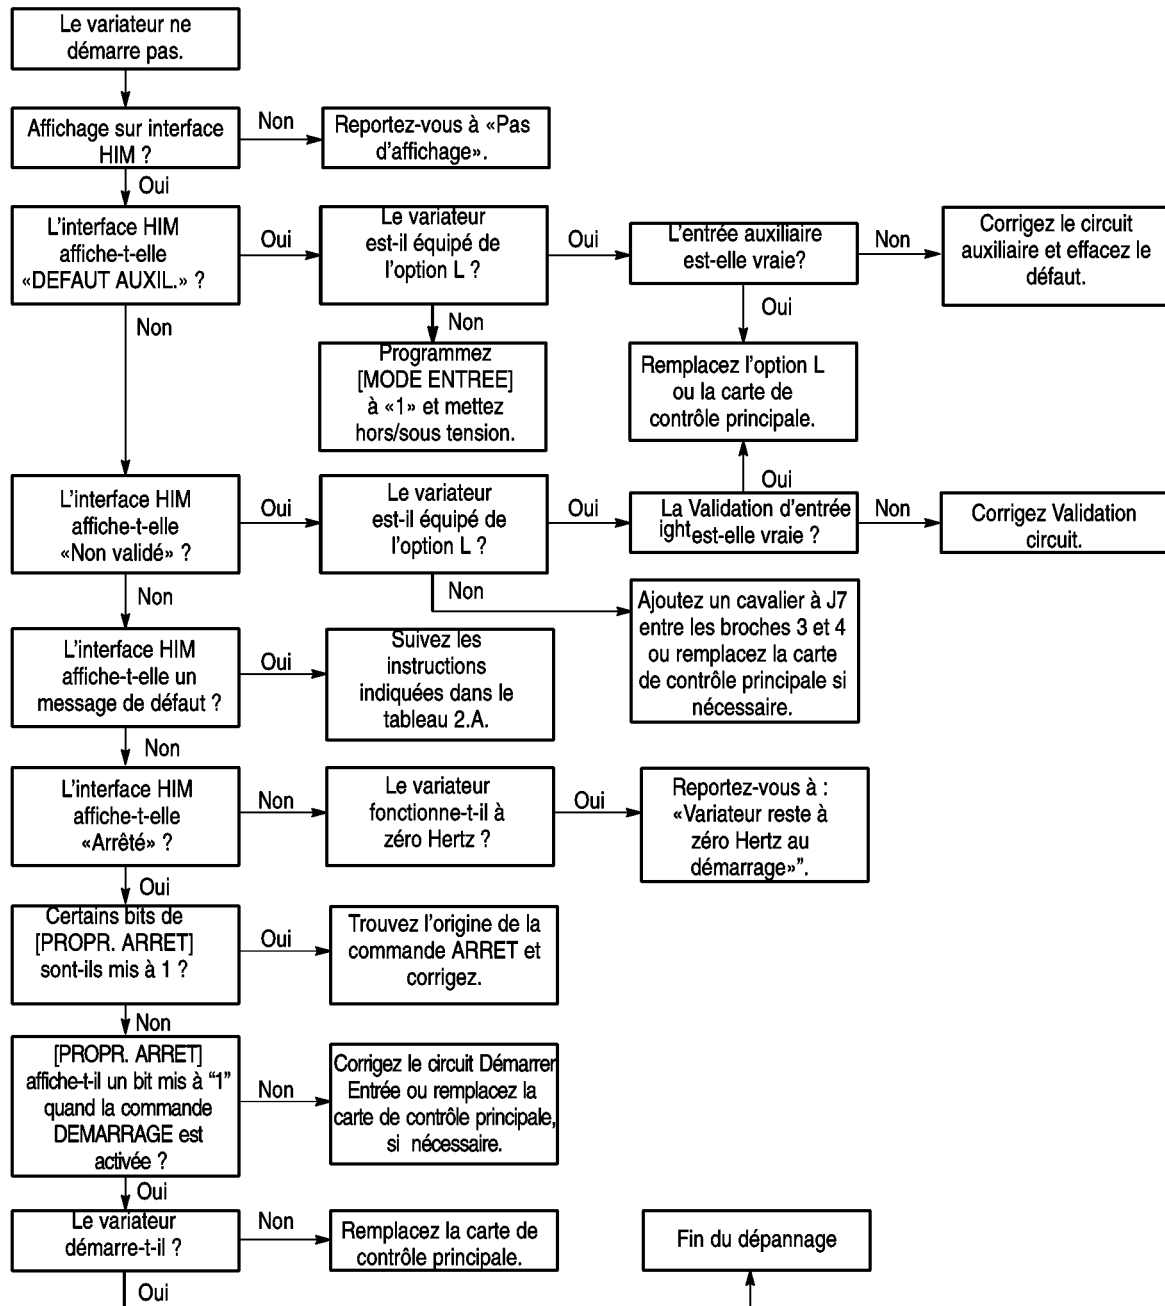 Le variateur ne
démarre pas.
Affichage sur interface
HIM ?
Non
Reportez-vous à «Pas
d'affichage».
Oui
L'interface HIM
affiche-t-elle
«DEFAUT AUXIL.» ?
Oui
Le variateur
est-il équipé de
l'option L ?
Oui
L'entrée auxiliaire
est-elle vraie?
Non
Corrigez le circuit
auxiliaire et effacez le
défaut.
Non
Non
Oui
Programmez
[MODE ENTREE]
à «1» et mettez
hors/sous tension.
Remplacez l'option L
ou la carte de
contrôle principale.
Oui
L'interface HIM
affiche-t-elle
«Non validé» ?
Oui
Le variateur
est-il équipé de
l'option L ?
Oui
La Validation d'entrée
ight est-elle vraie ?
Non
Corrigez Validation
circuit.
Non
Non
Ajoutez un cavalier à J7
entre les broches 3 et 4
ou remplacez la carte
de contrôle principale si
nécessaire.
L'interface HIM
affiche-t-elle un
message de défaut ?
Oui
Suivez les
instructions
indiquées dans le
tableau 2.A.
Non
L'interface HIM
affiche-t-elle
«Arrêté» ?
Non
Le variateur
fonctionne-t-il à
zéro Hertz ?
Oui
Reportez-vous à :
«Variateur reste à
zéro Hertz au
démarrage»”.
Oui
Certains bits de
[PROPR. ARRET]
sont-ils mis à 1 ?
Oui
Trouvez l'origine de la
commande ARRET et
corrigez.
Non
[PROPR. ARRET]
affiche-t-il un bit mis à “1”
quand la commande
DEMARRAGE est
activée ?
Non
Corrigez le circuit Démarrer
Entrée ou remplacez la
carte de contrôle principale,
si nécessaire.
Oui
Le variateur
démarre-t-il ?
Non
Remplacez la carte de
contrôle principale.
Fin du dépannage
Oui